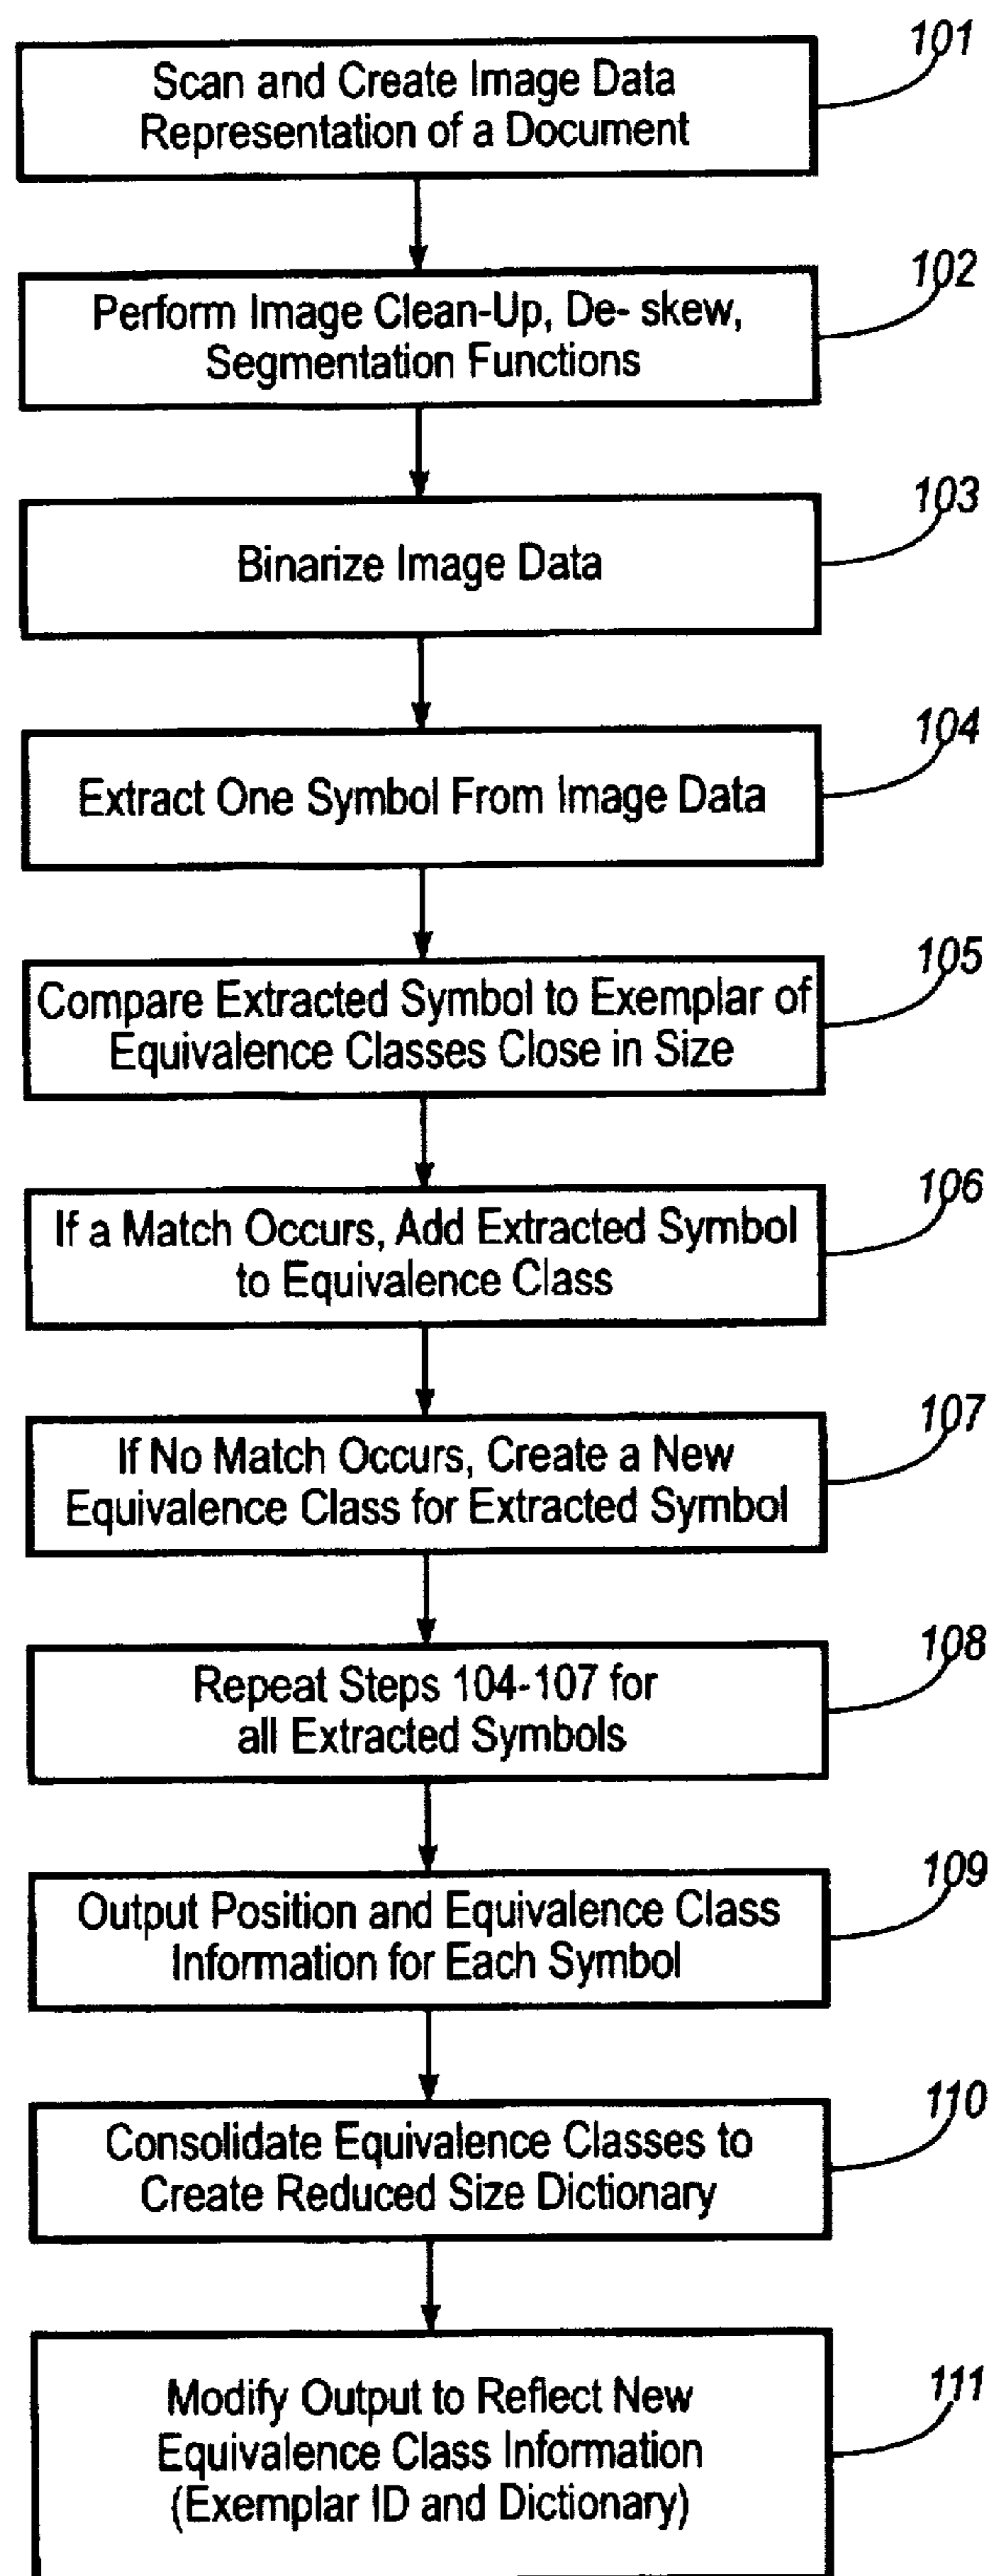 101
Scan and Create Image Data
Representation of a Document
102
Perform Image Clean-Up, De- skew,
Segmentation Functions
103
Binarize Image Data
104
Extract One Symbol From Image Data
105
Compare Extracted Symbol to Exemplar of
Equivalence Classes Close in Size
106
If a Match Occurs, Add Extracted Symbol
to Equivalence Class
107
If No Match Occurs, Create a New
Equivalence Class for Extracted Symbol
108
Repeat Steps 104-107 for
all Extracted Symbols
109
Output Position and Equivalence Class
Information for Each Symbol
110
Consolidate Equivalence Classes to
Create Reduced Size Dictionary
111
Modify Output to Reflect New
Equivalence Class Information
(Exemplar ID and Dictionary)